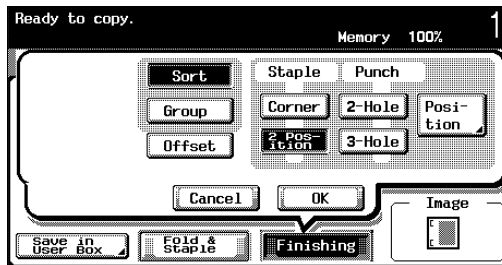 Ready to copy.
1
Memory 100%
Sort
Staple Punch
Group
Corner
2-Hole
Posi-
tion
Offset
2 Pos-
ition
3-Hole
Cancel
OK
Image
Save in
User Box
Fold &
Staple
Finishing